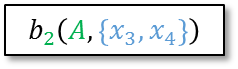 b₂(A, {x₃, x₄})